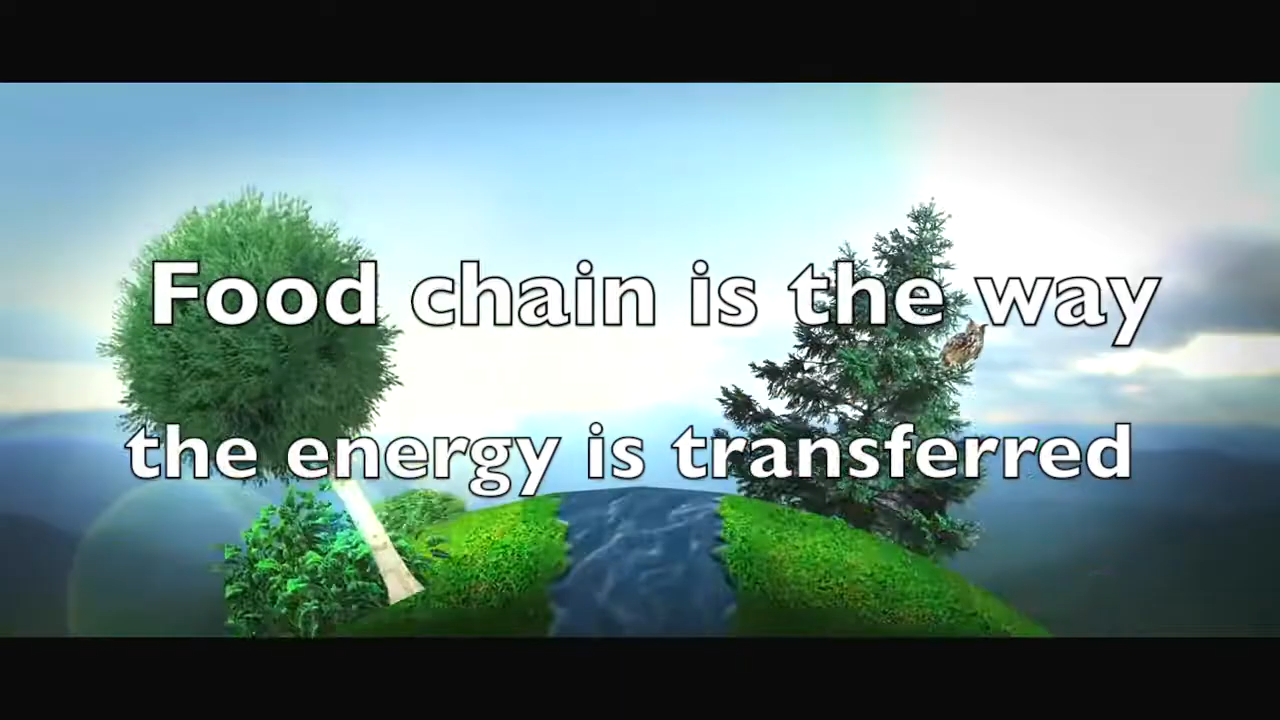 Food chain is the way
the energy is transferred